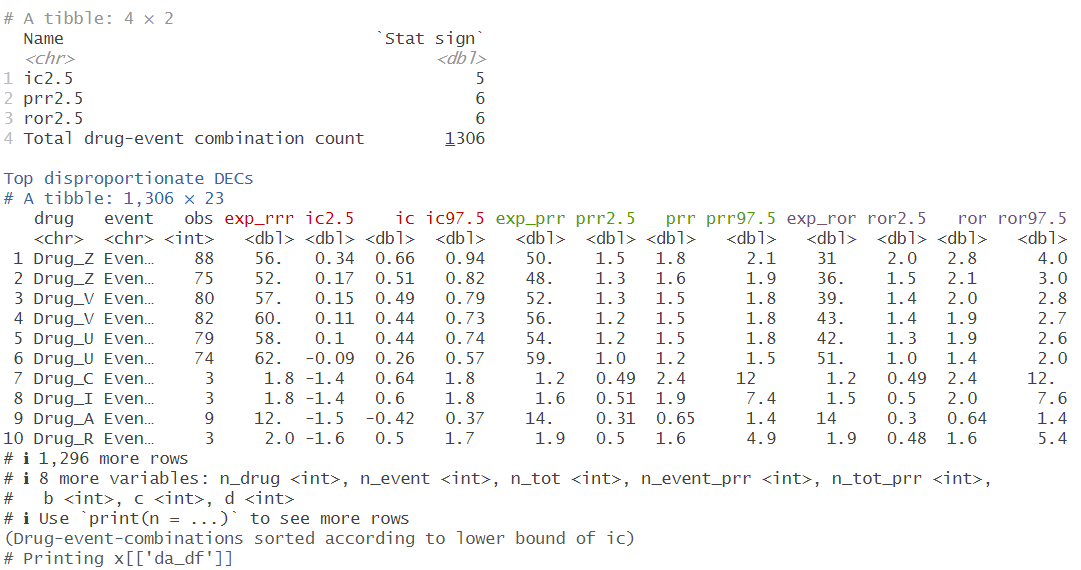 # A tibble: 4 × 2
  Name                               `Stat sign`
  <chr>                                    <dbl>
1 ic2.5                                        5
2 prr2.5                                       6
3 ror2.5                                       6
4 Total drug-event combination count        1306
Top disproportionate DECs
# A tibble: 1,306 × 23
   drug   event   obs exp_rrr ic2.5    ic ic97.5 exp_prr prr2.5   prr prr97.5 exp_ror ror2.5   ror ror97.5
   <chr>  <chr> <int>   <dbl> <dbl> <dbl>  <dbl>   <dbl>  <dbl> <dbl>   <dbl>   <dbl>  <dbl> <dbl>   <dbl>
 1 Drug_Z Even…    88    56.   0.34  0.66   0.94    50.    1.5   1.8      2.1    31     2.0   2.8      4.0
 2 Drug_Z Even…    75    52.   0.17  0.51   0.82    48.    1.3   1.6      1.9    36.    1.5   2.1      3.0
 3 Drug_V Even…    80    57.   0.15  0.49   0.79    52.    1.3   1.5      1.8    39.    1.4   2.0      2.8
 4 Drug_V Even…    82    60.   0.11  0.44   0.73    56.    1.2   1.5      1.8    43.    1.4   1.9      2.7
 5 Drug_U Even…    79    58.   0.1   0.44   0.74    54.    1.2   1.5      1.8    42.    1.3   1.9      2.6
 6 Drug_U Even…    74    62.  -0.09  0.26   0.57    59.    1.0   1.2      1.5    51.    1.0   1.4      2.0
 7 Drug_C Even…     3     1.8 -1.4   0.64   1.8      1.2   0.49  2.4     12       1.2   0.49  2.4     12.
 8 Drug_I Even…     3     1.8 -1.4   0.6    1.8      1.6   0.51  1.9      7.4     1.5   0.5   2.0      7.6
 9 Drug_A Even…     9    12.  -1.5  -0.42   0.37    14.    0.31  0.65     1.4    14     0.3   0.64     1.4
10 Drug_R Even…     3     2.0 -1.6   0.5    1.7      1.9   0.5   1.6      4.9     1.9   0.48  1.6      5.4
# ℹ 1,296 more rows
# ℹ 8 more variables: n_drug <int>, n_event <int>, n_tot <int>, n_event_prr <int>, n_tot_prr <int>,
#   b <int>, c <int>, d <int>
# ℹ Use `print(n = ...)` to see more rows
(Drug-event-combinations sorted according to lower bound of ic)
# Printing x[['da_df']]